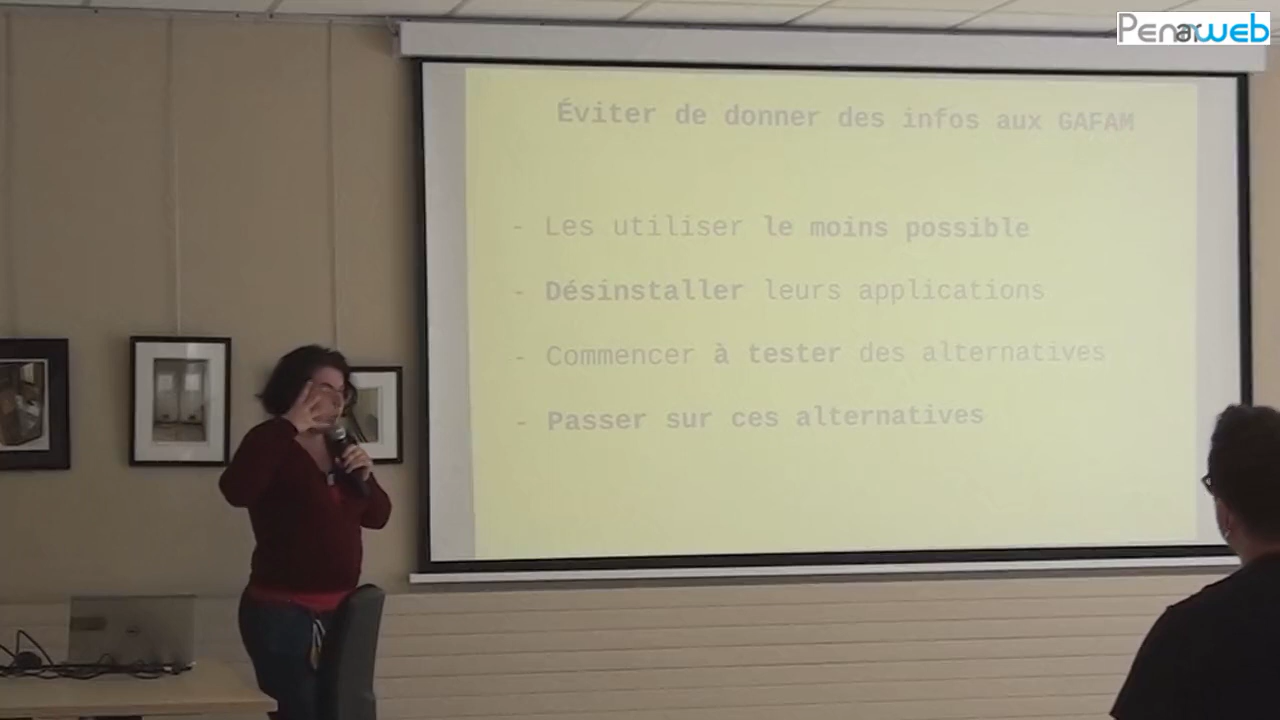 Penarweb
Éviter de donner des infos aux GAFAM
- Les utiliser le moins possible
- Désinstaller leurs applications
- Commencer à tester des alternatives
- Passer sur ces alternatives